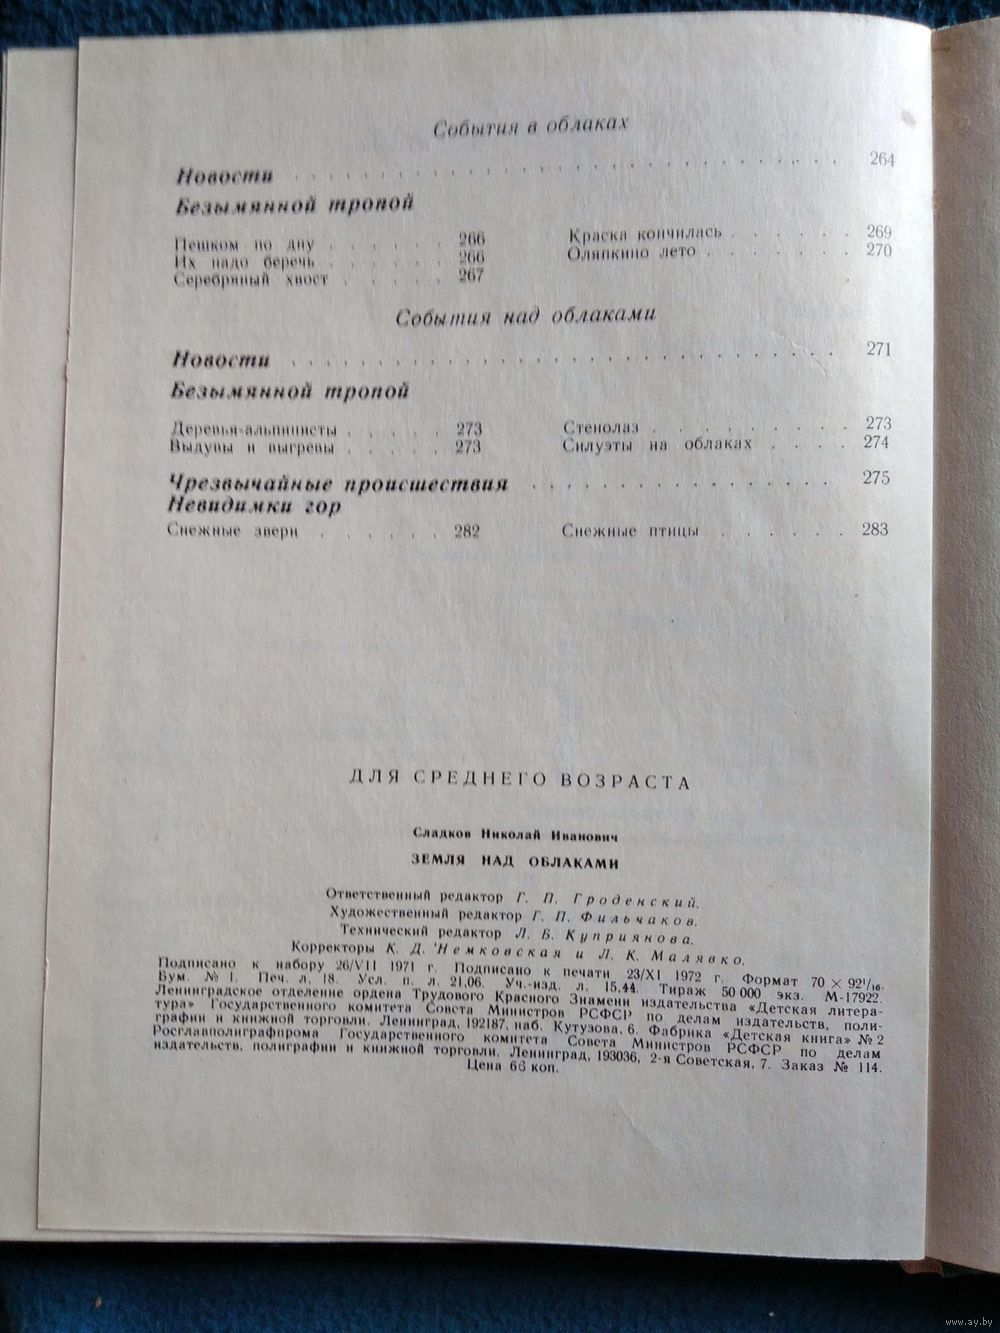 События в облаках
Новости . . . . . . . . . . . . . . . . . . . . . . . . . . 264
Безымянной тропой
Пешком по дну . . . . . . 266 Краска кончилась . . . . . . 269
Их надо беречь . . . . . . 266 Оляпкино лето . . . . . . . 270
Серебряный хвост . . . . . 267
События над облаками
Новости . . . . . . . . . . . . . . . . . . . . . . . . . . 271
Безымянной тропой
Деревья-альпинисты . . . . . 273 Стенолаз . . . . . . . . . 273
Выдувы и выгревы . . . . . 273 Силуэты на облаках . . . . 274
Чрезвычайные происшествия . . . . . . . . . . . . . . . . 275
Невидимки гор
Снежные звери . . . . . . 282 Снежные птицы . . . . . . 283
ДЛЯ СРЕДНЕГО ВОЗРАСТА
Сладков Николай Иванович
ЗЕМЛЯ НАД ОБЛАКАМИ
Ответственный редактор Г. П. Гроденский.
Художественный редактор Г. П. Фильчаков.
Технический редактор Л. Б. Куприянова.
Корректоры К. Д. Немковская и Л. К. Малявко.
Подписано к набору 26/VII 1971 г. Подписано к печати 23/XI 1972 г. Формат 70 × 92¹/₁₆.
Бум. № 1. Печ. л. 18. Усл. п. л. 21,06. Уч.-изд. л. 15,44. Тираж 50 000 экз. М-17922.
Ленинградское отделение ордена Трудового Красного Знамени издательства «Детская литера-
тура» Государственного комитета Совета Министров РСФСР по делам издательств, поли-
графии и книжной торговли. Ленинград, 192187, наб. Кутузова, 6. Фабрика «Детская книга» № 2
Росглавполиграфпрома Государственного комитета Совета Министров РСФСР по делам
издательств, полиграфии и книжной торговли. Ленинград, 193036, 2-я Советская, 7. Заказ № 114.
Цена 66 коп.
www.ay.by